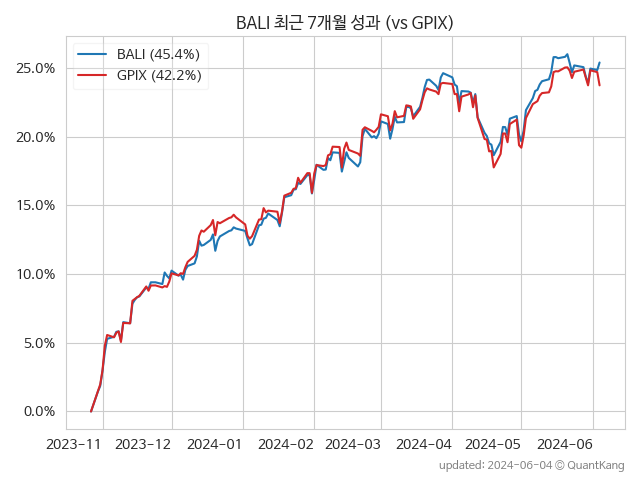 BALI 최근 7개월 성과 (vs GPIX)
BALI (45.4%)
GPIX (42.2%)
25.0%
20.0%
15.0%
10.0%
5.0%
0.0%
2023-11 2023-12 2024-01 2024-02 2024-03 2024-04 2024-05 2024-06
updated: 2024-06-04 © QuantKang